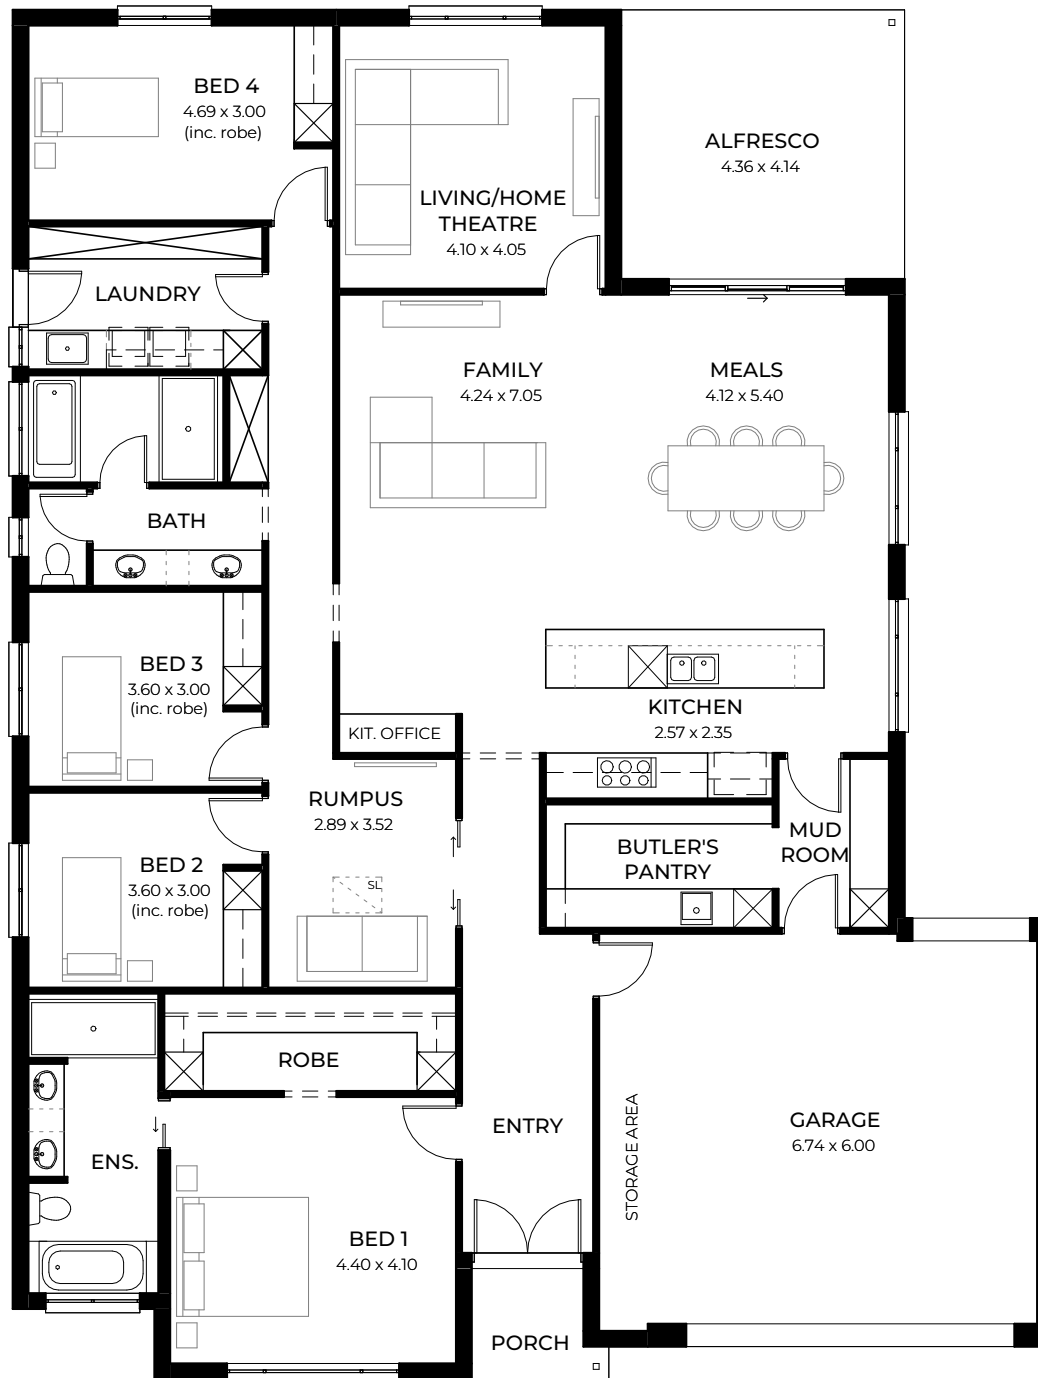 BED 4
4.69 x 3.00
(inc. robe)
LIVING/HOME
THEATRE
4.10 x 4.05
ALFRESCO
4.36 x 4.14
LAUNDRY
FAMILY
4.24 x 7.05
MEALS
4.12 x 5.40
BATH
BED 3
3.60 x 3.00
(inc. robe)
KITCHEN
2.57 x 2.35
KIT. OFFICE
RUMPUS
2.89 x 3.52
SL
BED 2
3.60 x 3.00
(inc. robe)
BUTLER'S
PANTRY
MUD
ROOM
ROBE
ENTRY
STORAGE AREA
GARAGE
6.74 x 6.00
ENS.
BED 1
4.40 x 4.10
PORCH